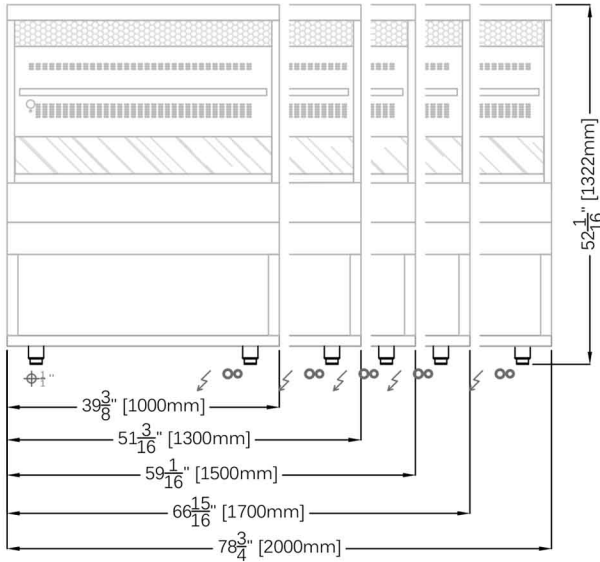 52 1/16" [1322mm]
1"
39 3/8" [1000mm]
51 3/16" [1300mm]
59 1/16" [1500mm]
66 15/16" [1700mm]
78 3/4" [2000mm]